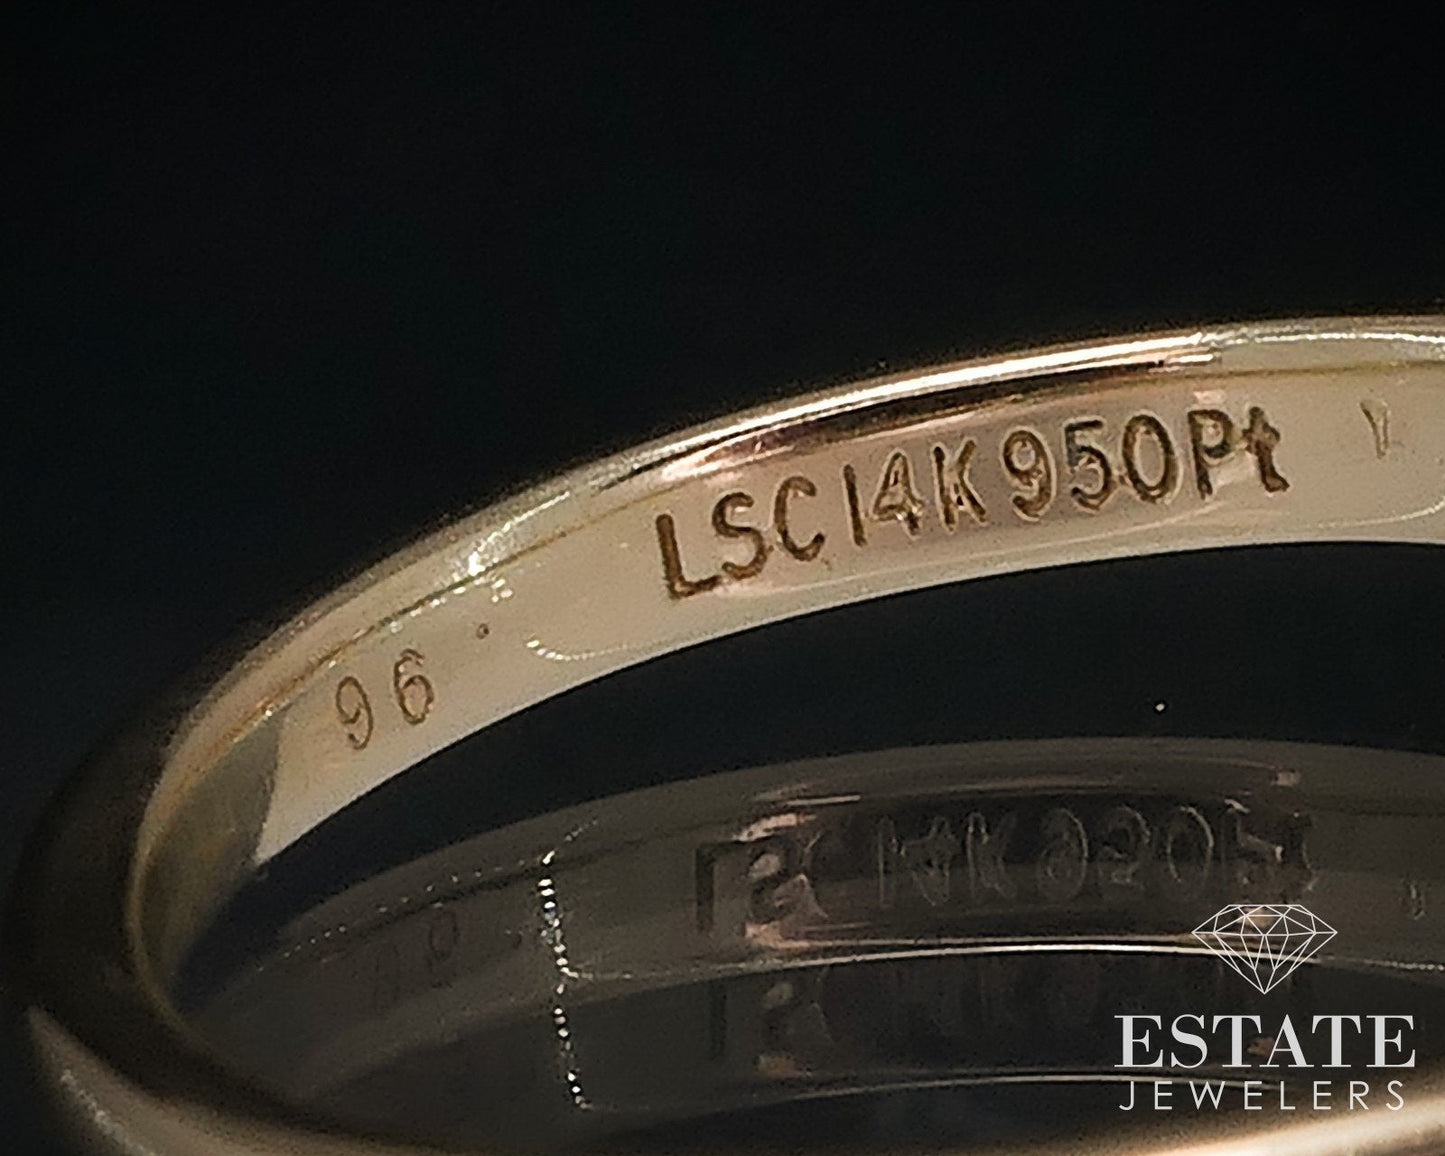 LSC14K950Pt
96
ESTATE
JEWELERS